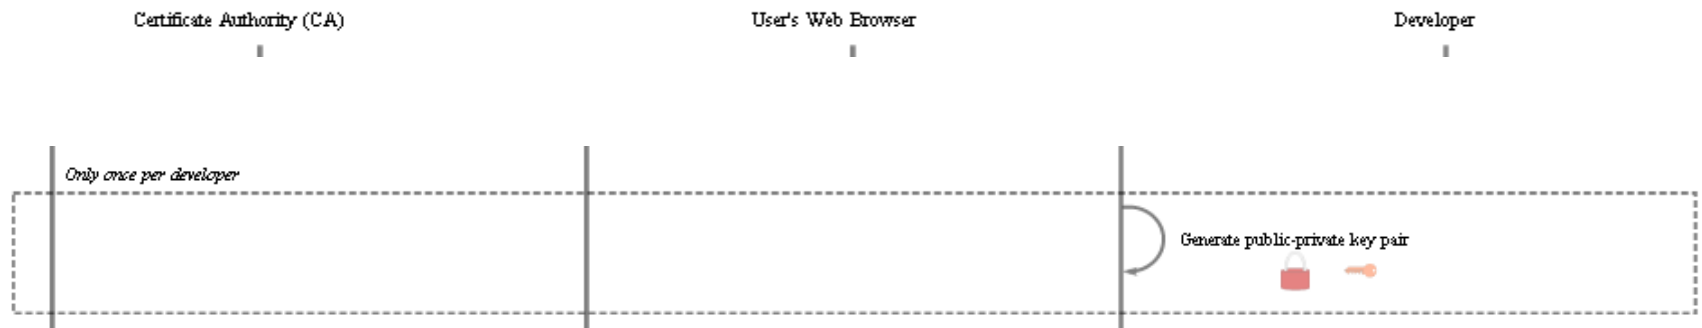 Certificate Authority (CA)
User's Web Browser
Developer
Only once per developer
Generate public-private key pair